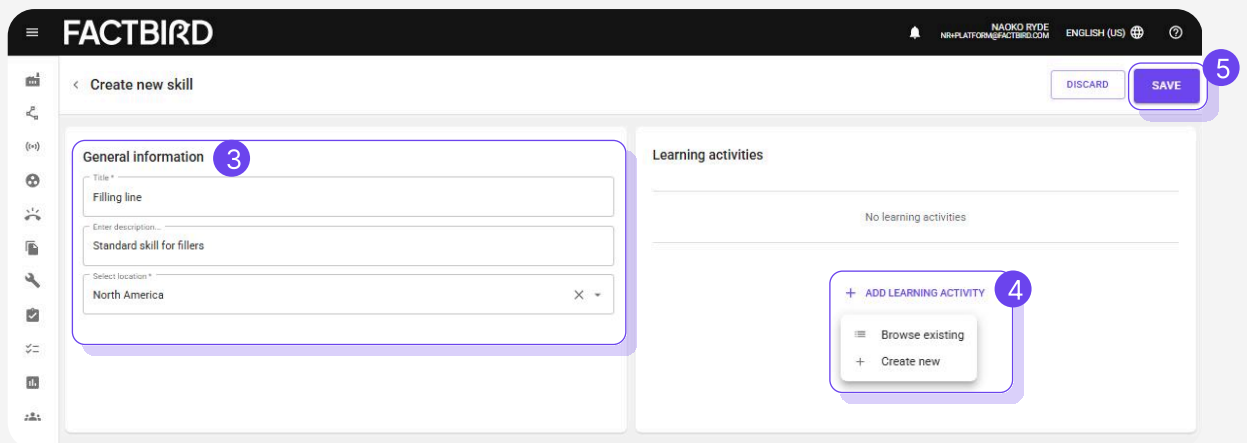 FACTBIRD
NAOKO RYDE
NR+PLATFORM@FACTBIRD.COM
ENGLISH (US)
Create new skill
DISCARD
SAVE
5
General information
3
Title *
Filling line
Enter description...
Standard skill for fillers
Select location *
North America
Learning activities
No learning activities
+ ADD LEARNING ACTIVITY
4
Browse existing
+ Create new